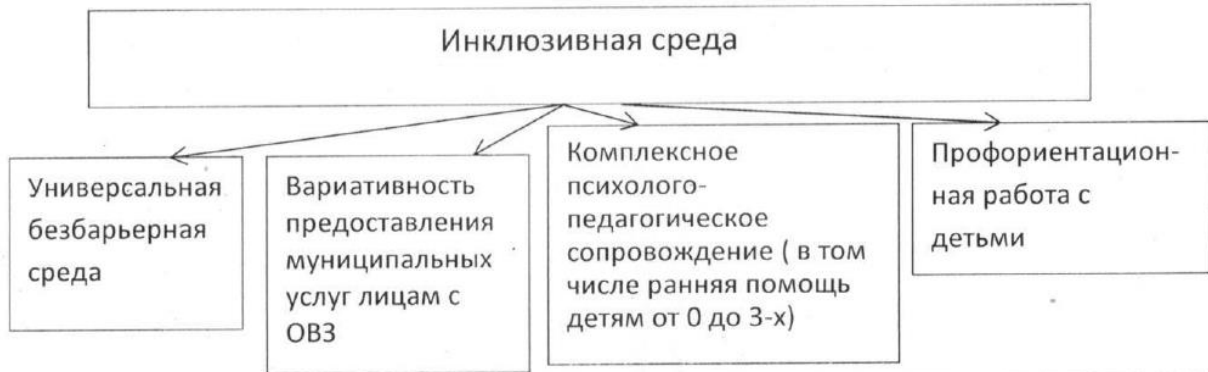 Инклюзивная среда
Универсальная
безбарьерная
среда
Вариативность
предоставления
муниципальных
услуг лицам с
ОВЗ
Комплексное
психолого-
педагогическое
сопровождение ( в том
числе ранняя помощь
детям от 0 до 3-х)
Профориентацион-
ная работа с
детьми